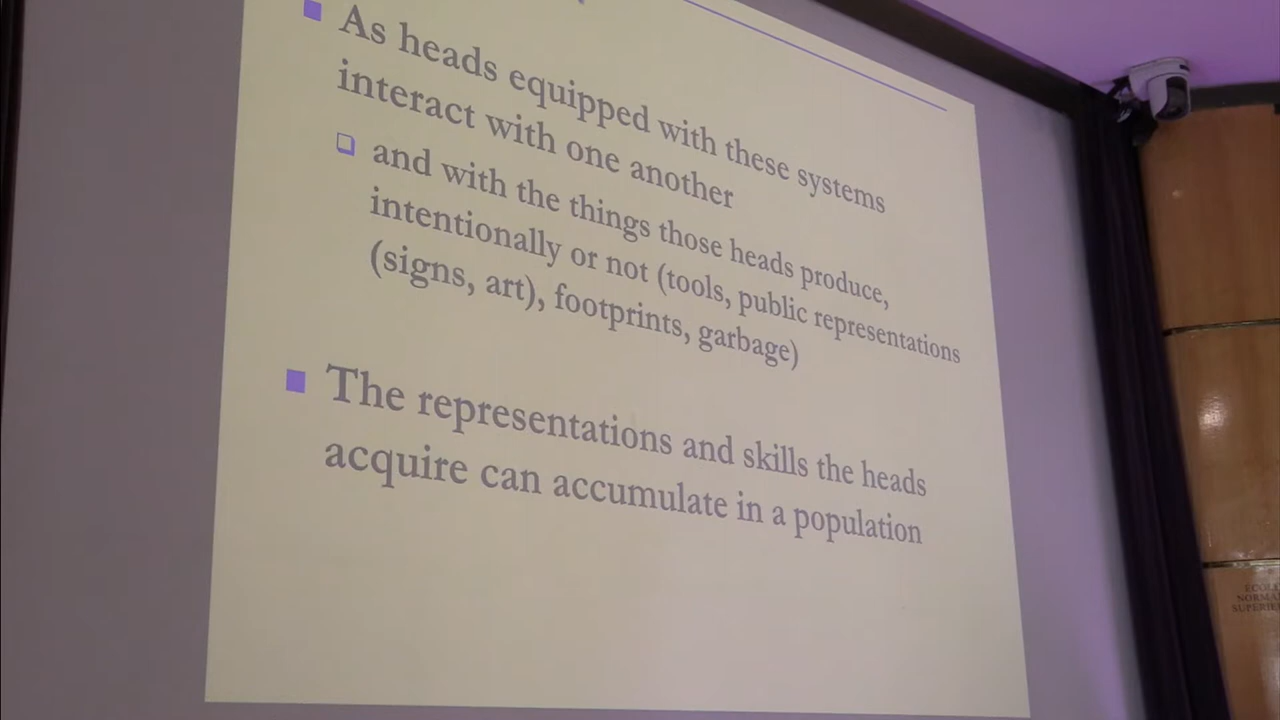 As heads equipped with these systems
interact with one another
and with the things those heads produce,
intentionally or not (tools, public representations
(signs, art), footprints, garbage)
The representations and skills the heads
acquire can accumulate in a population